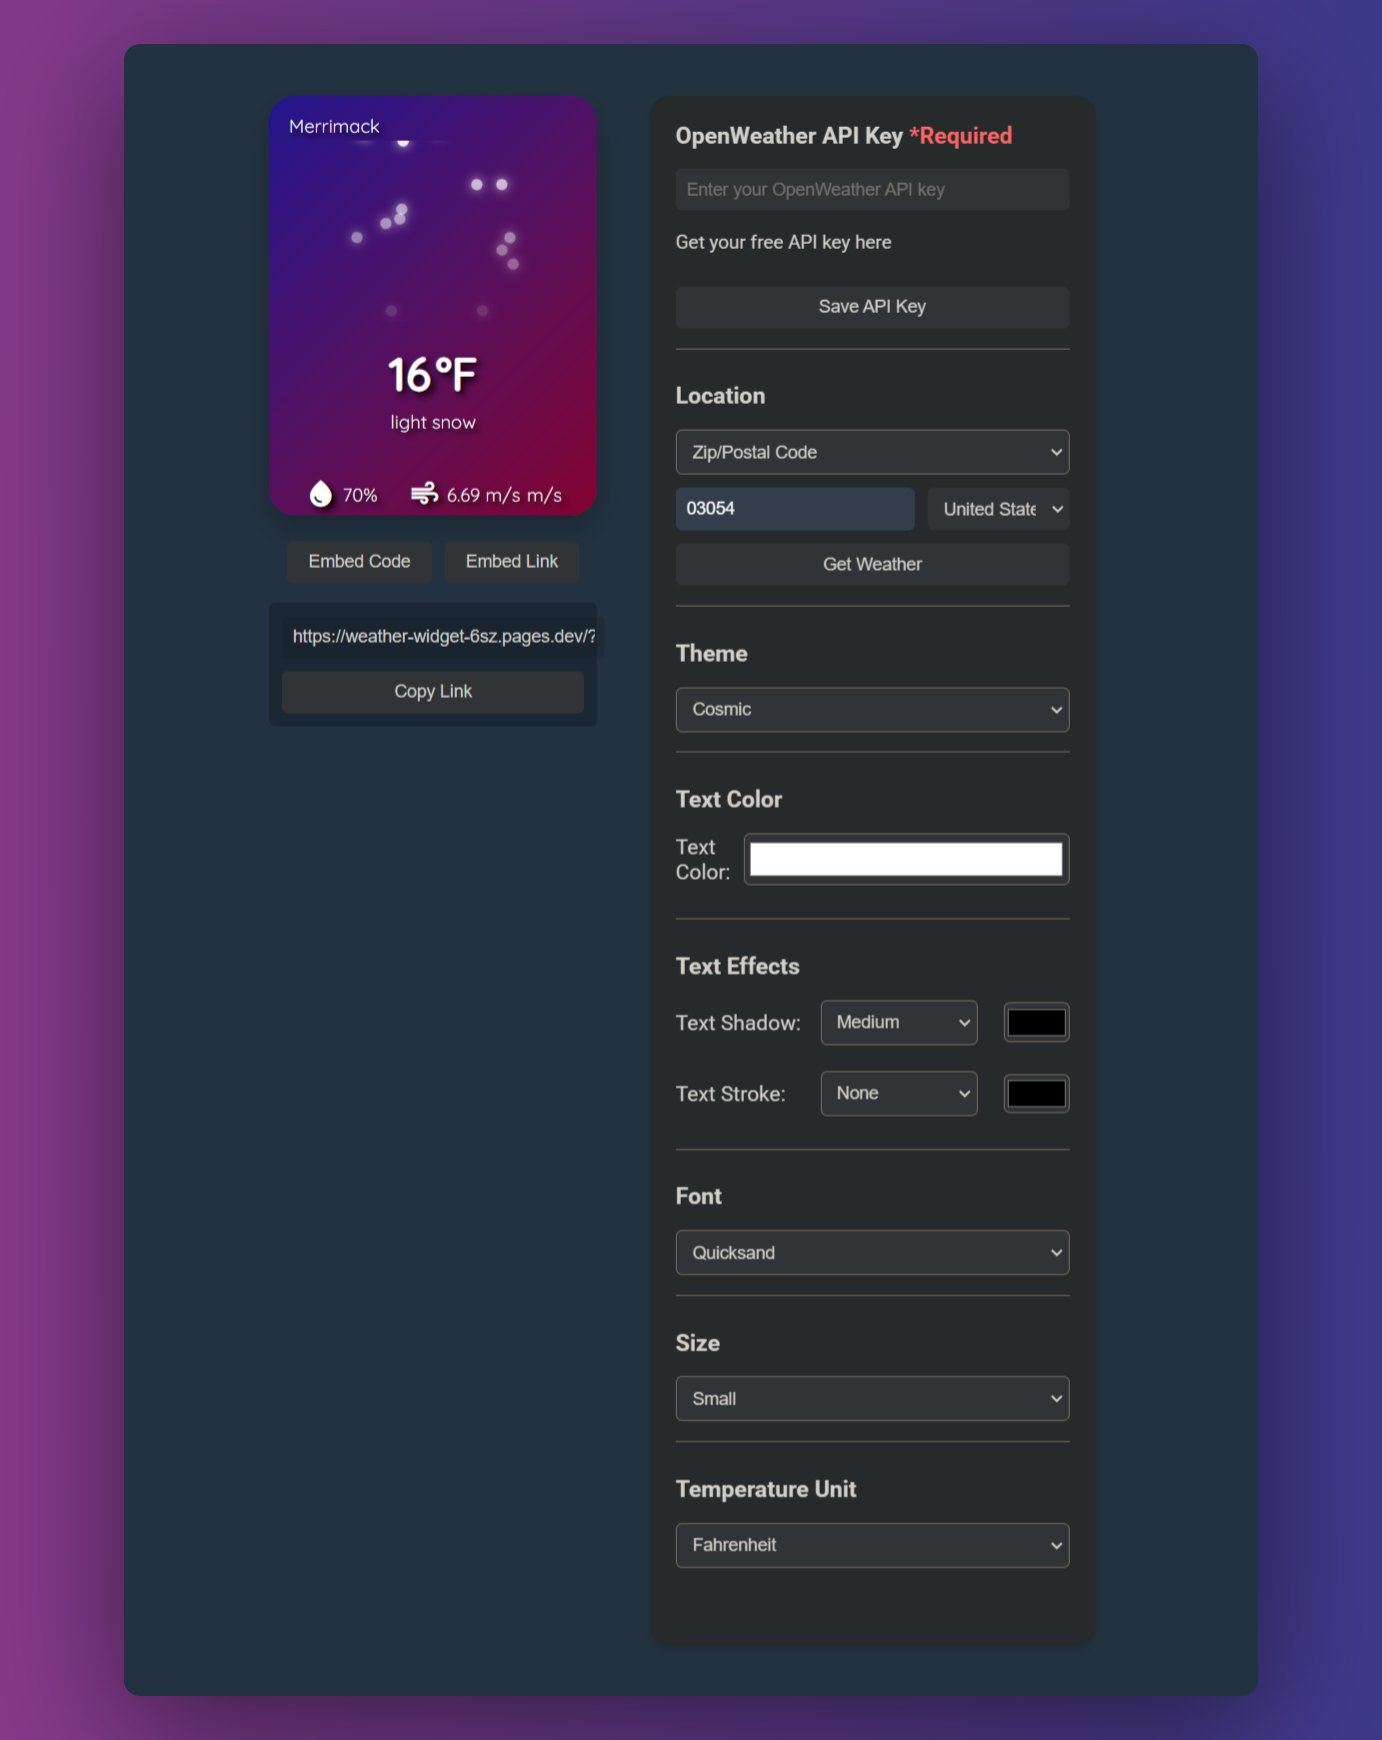 Merrimack
16°F
light snow
70%
6.69 m/s m/s
Embed Code
Embed Link
https://weather-widget-6sz.pages.dev/?
Copy Link
OpenWeather API Key *Required
Enter your OpenWeather API key
Get your free API key here
Save API Key
Location
Zip/Postal Code
03054
United State
Get Weather
Theme
Cosmic
Text Color
Text
Color:
Text Effects
Text Shadow:
Medium
Text Stroke:
None
Font
Quicksand
Size
Small
Temperature Unit
Fahrenheit